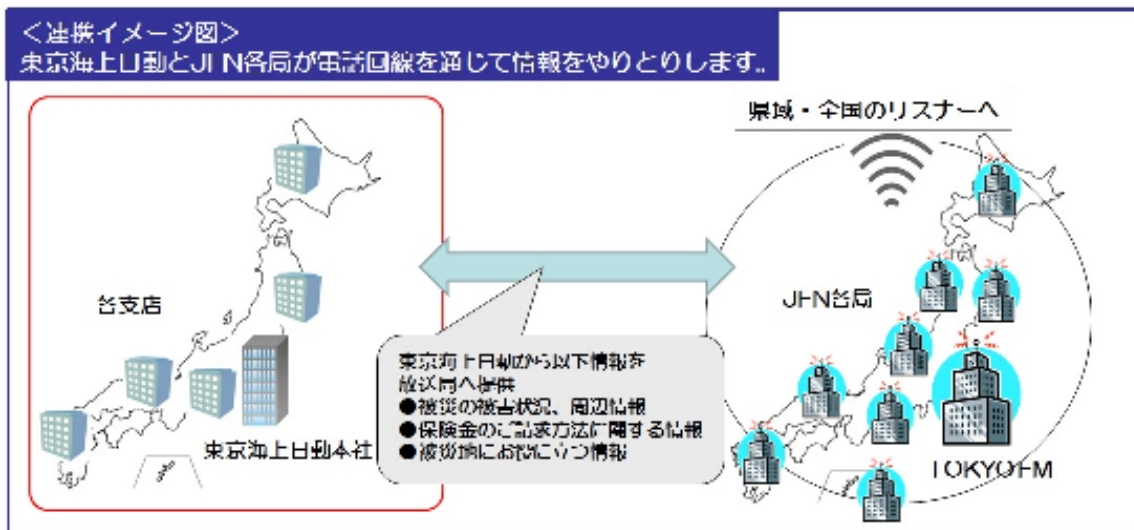 ＜連携イメージ図＞
東京海上日動とJFN各局が電話回線を通じて情報をやりとりします。
県域・全国のリスナーへ
各支店
JFN各局
東京海上日動から以下情報を
放送局へ提供
●被災の被害状況、周辺情報
●保険金のご請求方法に関する情報
●被災地にお役に立つ情報
東京海上日動本社
TOKYO FM